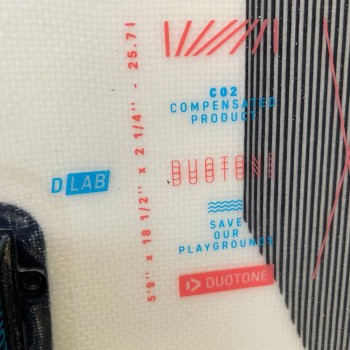 5'9" x 18 1/2" x 2 1/4" - 25.7l
CO2
COMPENSATED
PRODUCT
D LAB
DUOTONE
SAVE
OUR
PLAYGROUNDS
DUOTONE